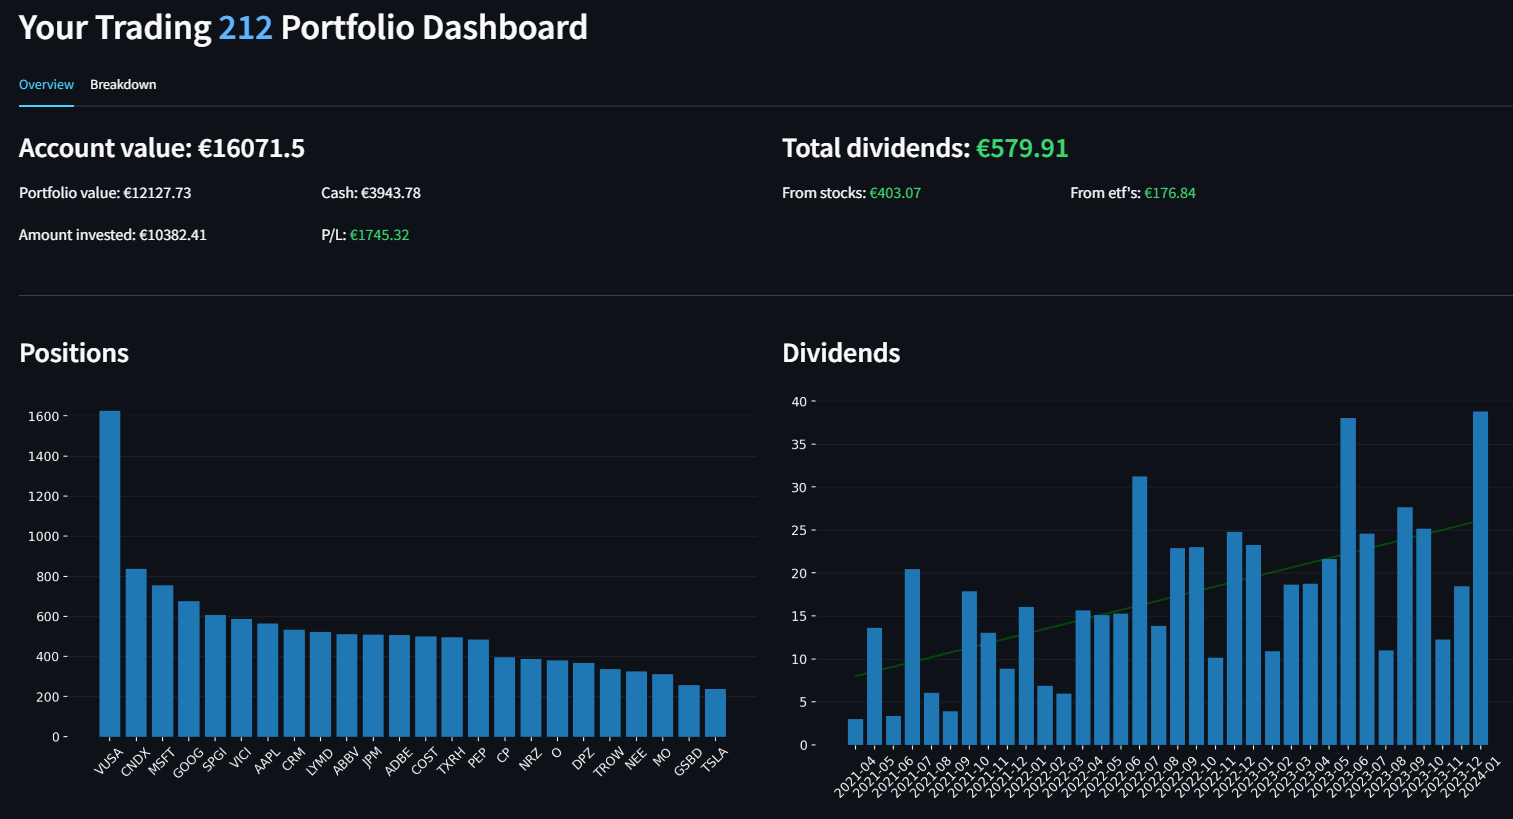 Your Trading 212 Portfolio Dashboard
Overview Breakdown
Account value: €16071.5
Portfolio value: €12127.73 Cash: €3943.78
Amount invested: €10382.41 P/L: €1745.32
Total dividends: €579.91
From stocks: €403.07 From etf's: €176.84
Positions
1600
1400
1200
1000
800
600
400
200
0
VUSA CNDX MSFT GOOG SPGI VICI AAPL CRM LYMD ABBV JPM ADBE COST TXRH PEP CP NRZ O DPZ TROW NEE MO GSBD TSLA
Dividends
40
35
30
25
20
15
10
5
0
2021-04 2021-05 2021-06 2021-07 2021-08 2021-09 2021-10 2021-11 2021-12 2022-01 2022-02 2022-03 2022-04 2022-05 2022-06 2022-07 2022-08 2022-09 2022-10 2022-11 2022-12 2023-01 2023-02 2023-03 2023-04 2023-05 2023-06 2023-07 2023-08 2023-09 2023-10 2023-11 2023-12 2024-01